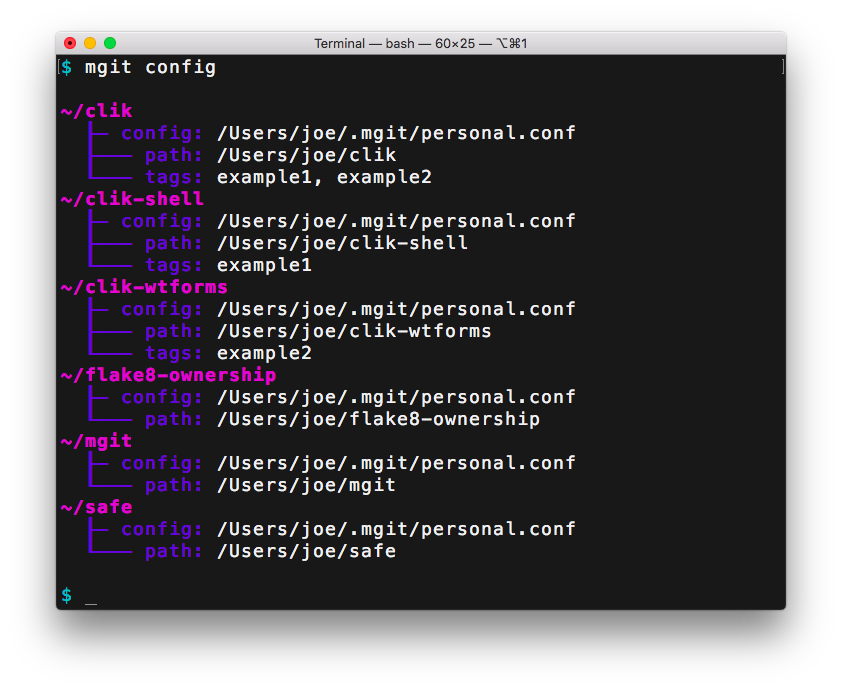 Terminal — bash — 60×25 — ⌥⌘1
$ mgit config
~/clik
├─ config: /Users/joe/.mgit/personal.conf
├─── path: /Users/joe/clik
└─── tags: example1, example2
~/clik-shell
├─ config: /Users/joe/.mgit/personal.conf
├─── path: /Users/joe/clik-shell
└─── tags: example1
~/clik-wtforms
├─ config: /Users/joe/.mgit/personal.conf
├─── path: /Users/joe/clik-wtforms
└─── tags: example2
~/flake8-ownership
├─ config: /Users/joe/.mgit/personal.conf
└─── path: /Users/joe/flake8-ownership
~/mgit
├─ config: /Users/joe/.mgit/personal.conf
└─── path: /Users/joe/mgit
~/safe
├─ config: /Users/joe/.mgit/personal.conf
└─── path: /Users/joe/safe
$ _